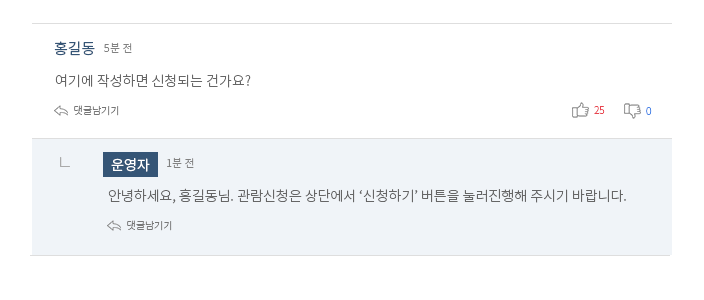 홍길동 5분 전
여기에 작성하면 신청되는 건가요?
댓글남기기 25 0
운영자 1분 전
안녕하세요, 홍길동님. 관람신청은 상단에서 ‘신청하기’ 버튼을 눌러진행해 주시기 바랍니다.
댓글남기기